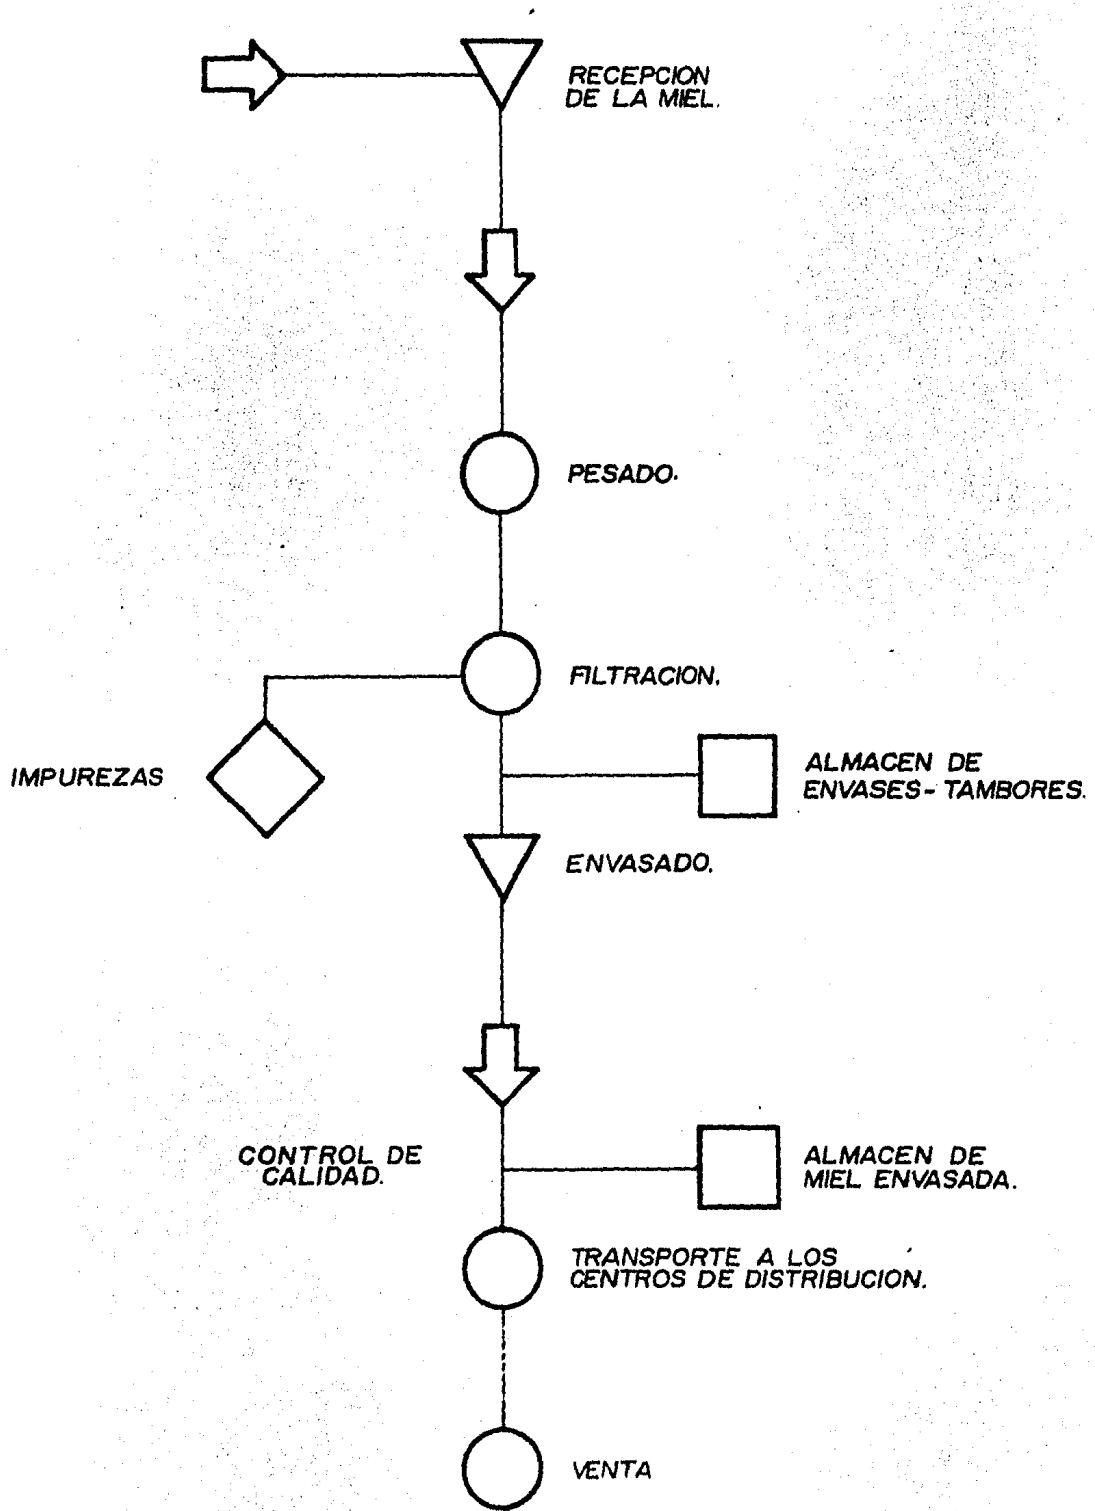 RECEPCION
DE LA MIEL.
PESADO.
FILTRACION.
IMPUREZAS
ALMACEN DE
ENVASES - TAMBORES.
ENVASADO.
CONTROL DE
CALIDAD.
ALMACEN DE
MIEL ENVASADA.
TRANSPORTE A LOS
CENTROS DE DISTRIBUCION.
VENTA